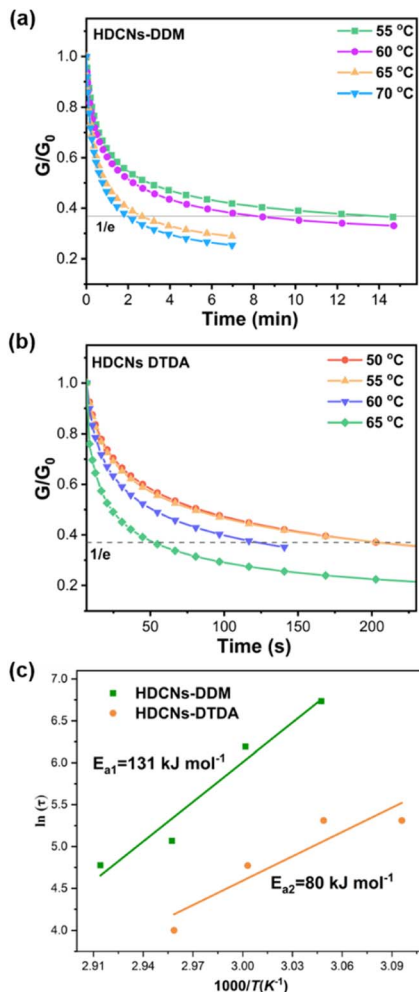 (a)
HDCNs-DDM
55 °C
60 °C
65 °C
70 °C
G/G₀
1.0
0.8
0.6
0.4
0.2
1/e
0 2 4 6 8 10 12 14
Time (min)
(b)
HDCNs DTDA
50 °C
55 °C
60 °C
65 °C
G/G₀
1.0
0.8
0.6
0.4
0.2
1/e
50 100 150 200
Time (s)
(c)
HDCNs-DDM
HDCNs-DTDA
Eₐ₁=131 kJ mol⁻¹
Eₐ₂=80 kJ mol⁻¹
ln (τ)
7.0
6.5
6.0
5.5
5.0
4.5
4.0
2.91 2.94 2.97 3.00 3.03 3.06 3.09
1000/T(K⁻¹)